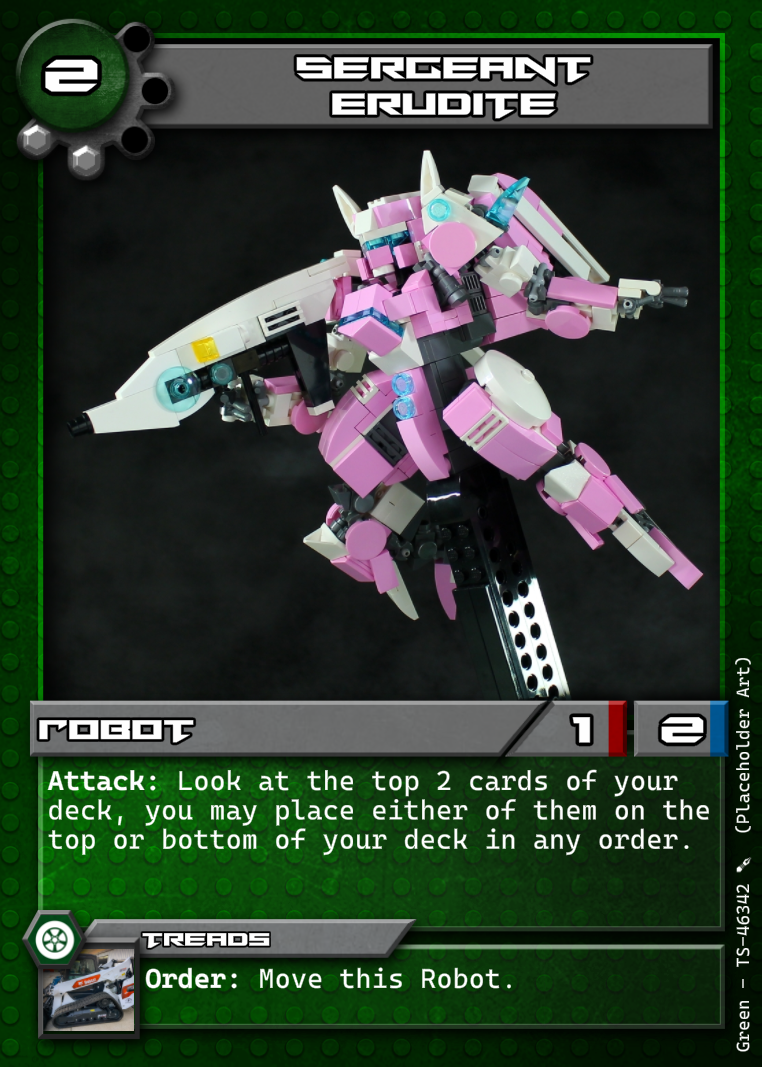 2
SERGEANT
ERUDITE
ROBOT
1
2
Attack: Look at the top 2 cards of your
deck, you may place either of them on the
top or bottom of your deck in any order.
TREADS
Order: Move this Robot.
Green – TS-46342 (Placeholder Art)